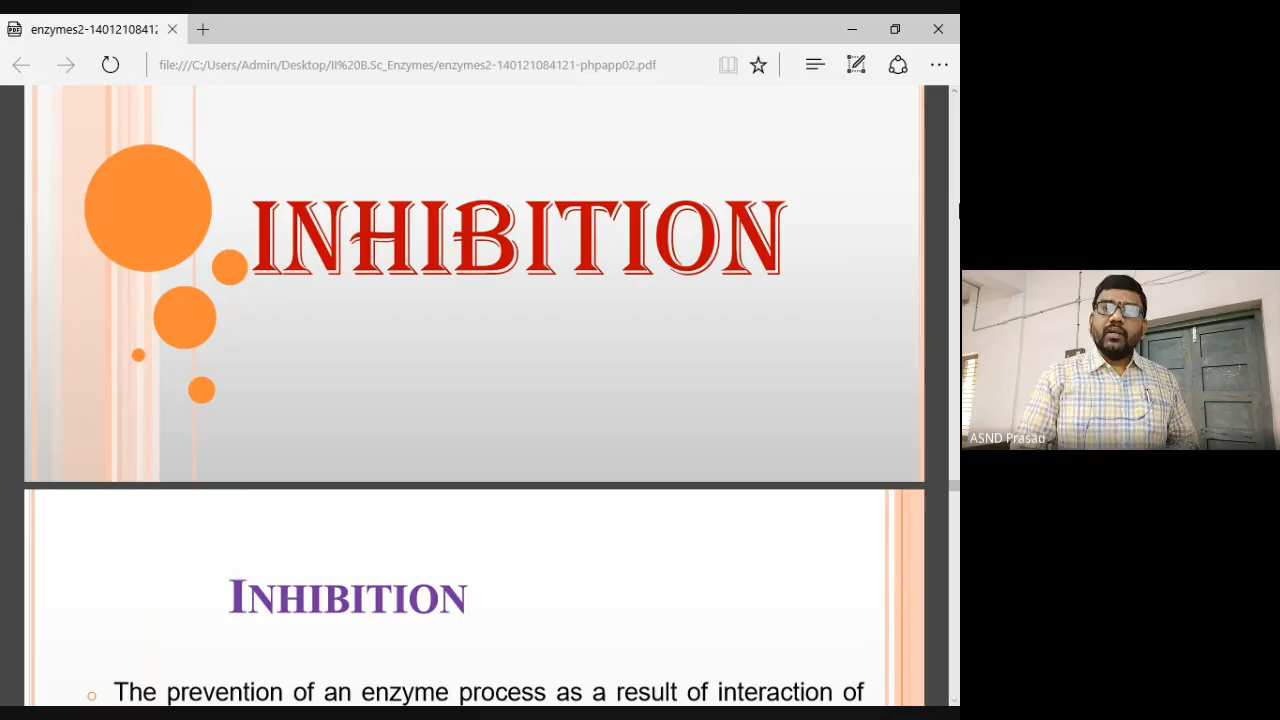 enzymes2-14012108412
file:///C:/Users/Admin/Desktop/II%20B.Sc_Enzymes/enzymes2-140121084121-phpapp02.pdf
INHIBITION
ASND Prasad
INHIBITION
The prevention of an enzyme process as a result of interaction of